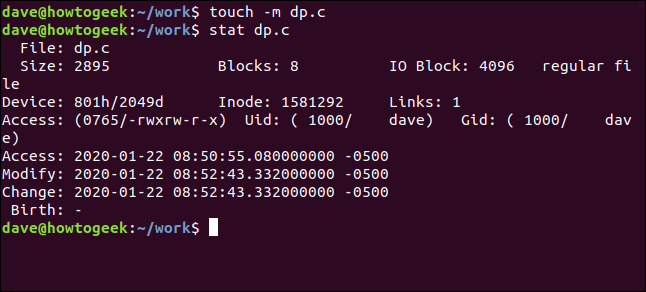 dave@howtogeek:~/work$ touch -m dp.c
dave@howtogeek:~/work$ stat dp.c
  File: dp.c
  Size: 2895            Blocks: 8          IO Block: 4096   regular fi
le
Device: 801h/2049d      Inode: 1581292     Links: 1
Access: (0765/-rwxrw-r-x)  Uid: ( 1000/    dave)   Gid: ( 1000/    dav
e)
Access: 2020-01-22 08:50:55.080000000 -0500
Modify: 2020-01-22 08:52:43.332000000 -0500
Change: 2020-01-22 08:52:43.332000000 -0500
 Birth: -
dave@howtogeek:~/work$